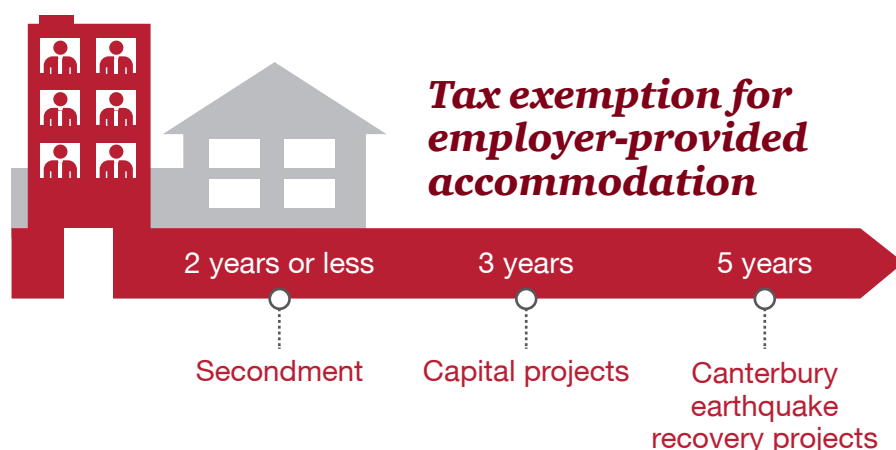 Tax exemption for
employer-provided
accommodation
2 years or less
3 years
5 years
Secondment
Capital projects
Canterbury
earthquake
recovery projects